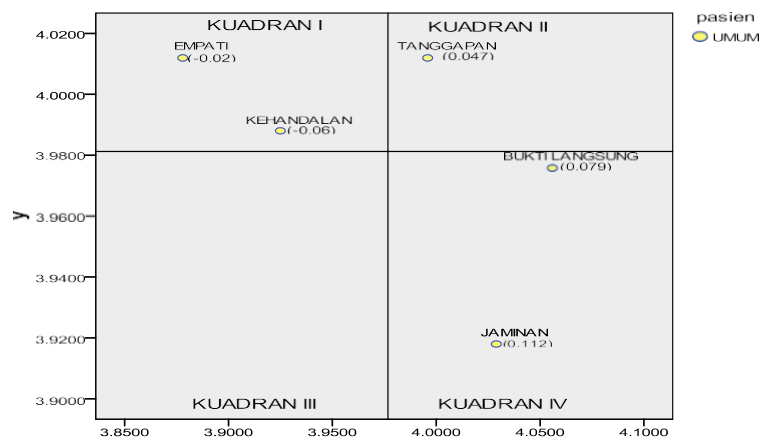 pasien
UMUM
KUADRAN I
KUADRAN II
4.0200
EMPATI
(-0.02)
TANGGAPAN
(0.047)
4.0000
KEHANDALAN
(-0.06)
3.9800
BUKTI LANGSUNG
(0.079)
y
3.9600
3.9400
JAMINAN
(0.112)
3.9200
3.9000
KUADRAN III
KUADRAN IV
3.8500 3.9000 3.9500 4.0000 4.0500 4.1000